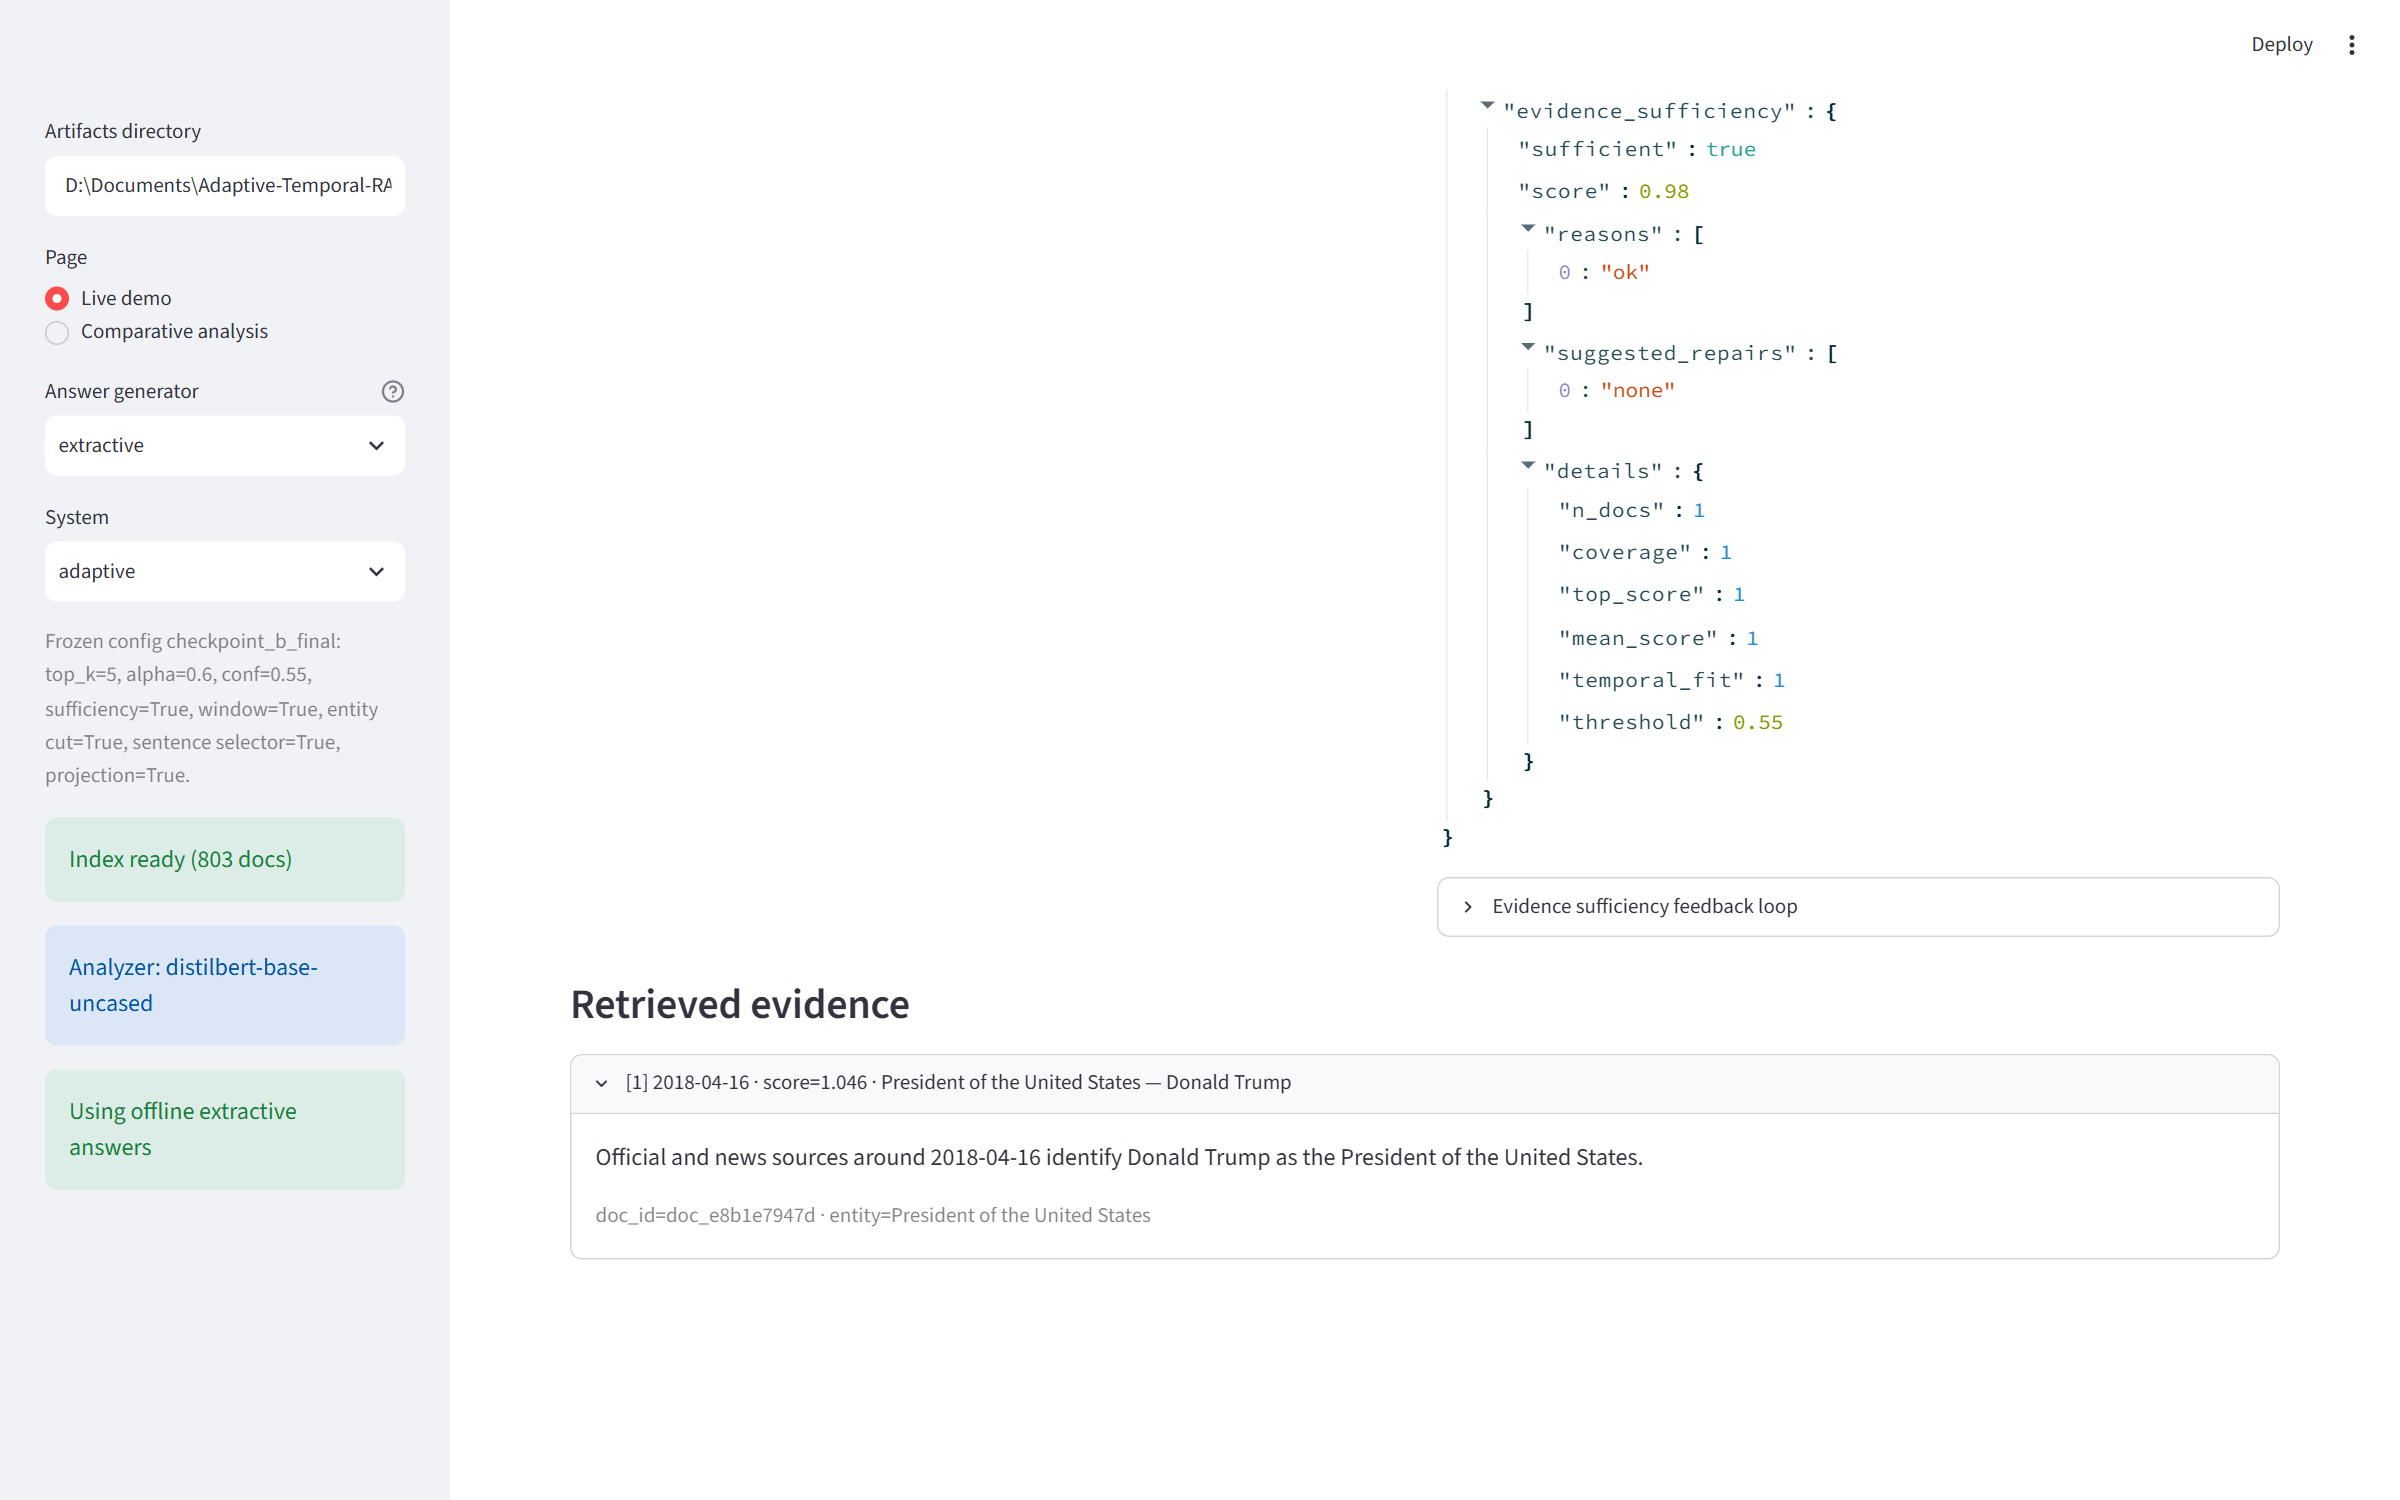 Deploy
Artifacts directory
D:\Documents\Adaptive-Temporal-RA
Page
Live demo
Comparative analysis
Answer generator
extractive
System
adaptive
Frozen config checkpoint_b_final:
top_k=5, alpha=0.6, conf=0.55,
sufficiency=True, window=True, entity
cut=True, sentence selector=True,
projection=True.
Index ready (803 docs)
Analyzer: distilbert-base-
uncased
Using offline extractive
answers
"evidence_sufficiency" : {
"sufficient" : true
"score" : 0.98
"reasons" : [
0 : "ok"
]
"suggested_repairs" : [
0 : "none"
]
"details" : {
"n_docs" : 1
"coverage" : 1
"top_score" : 1
"mean_score" : 1
"temporal_fit" : 1
"threshold" : 0.55
}
}
}
Evidence sufficiency feedback loop
Retrieved evidence
[1] 2018-04-16 · score=1.046 · President of the United States — Donald Trump
Official and news sources around 2018-04-16 identify Donald Trump as the President of the United States.
doc_id=doc_e8b1e7947d · entity=President of the United States